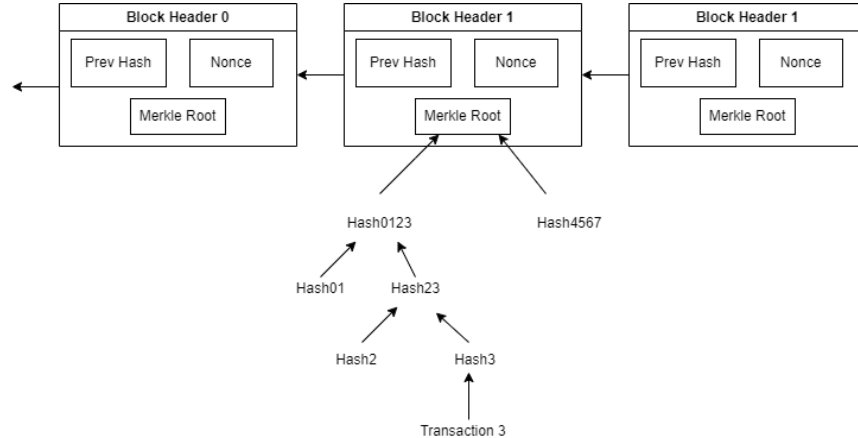 Block Header 0
Block Header 1
Block Header 1
Prev Hash
Nonce
Prev Hash
Nonce
Prev Hash
Nonce
Merkle Root
Merkle Root
Merkle Root
Hash0123
Hash4567
Hash01
Hash23
Hash2
Hash3
Transaction 3